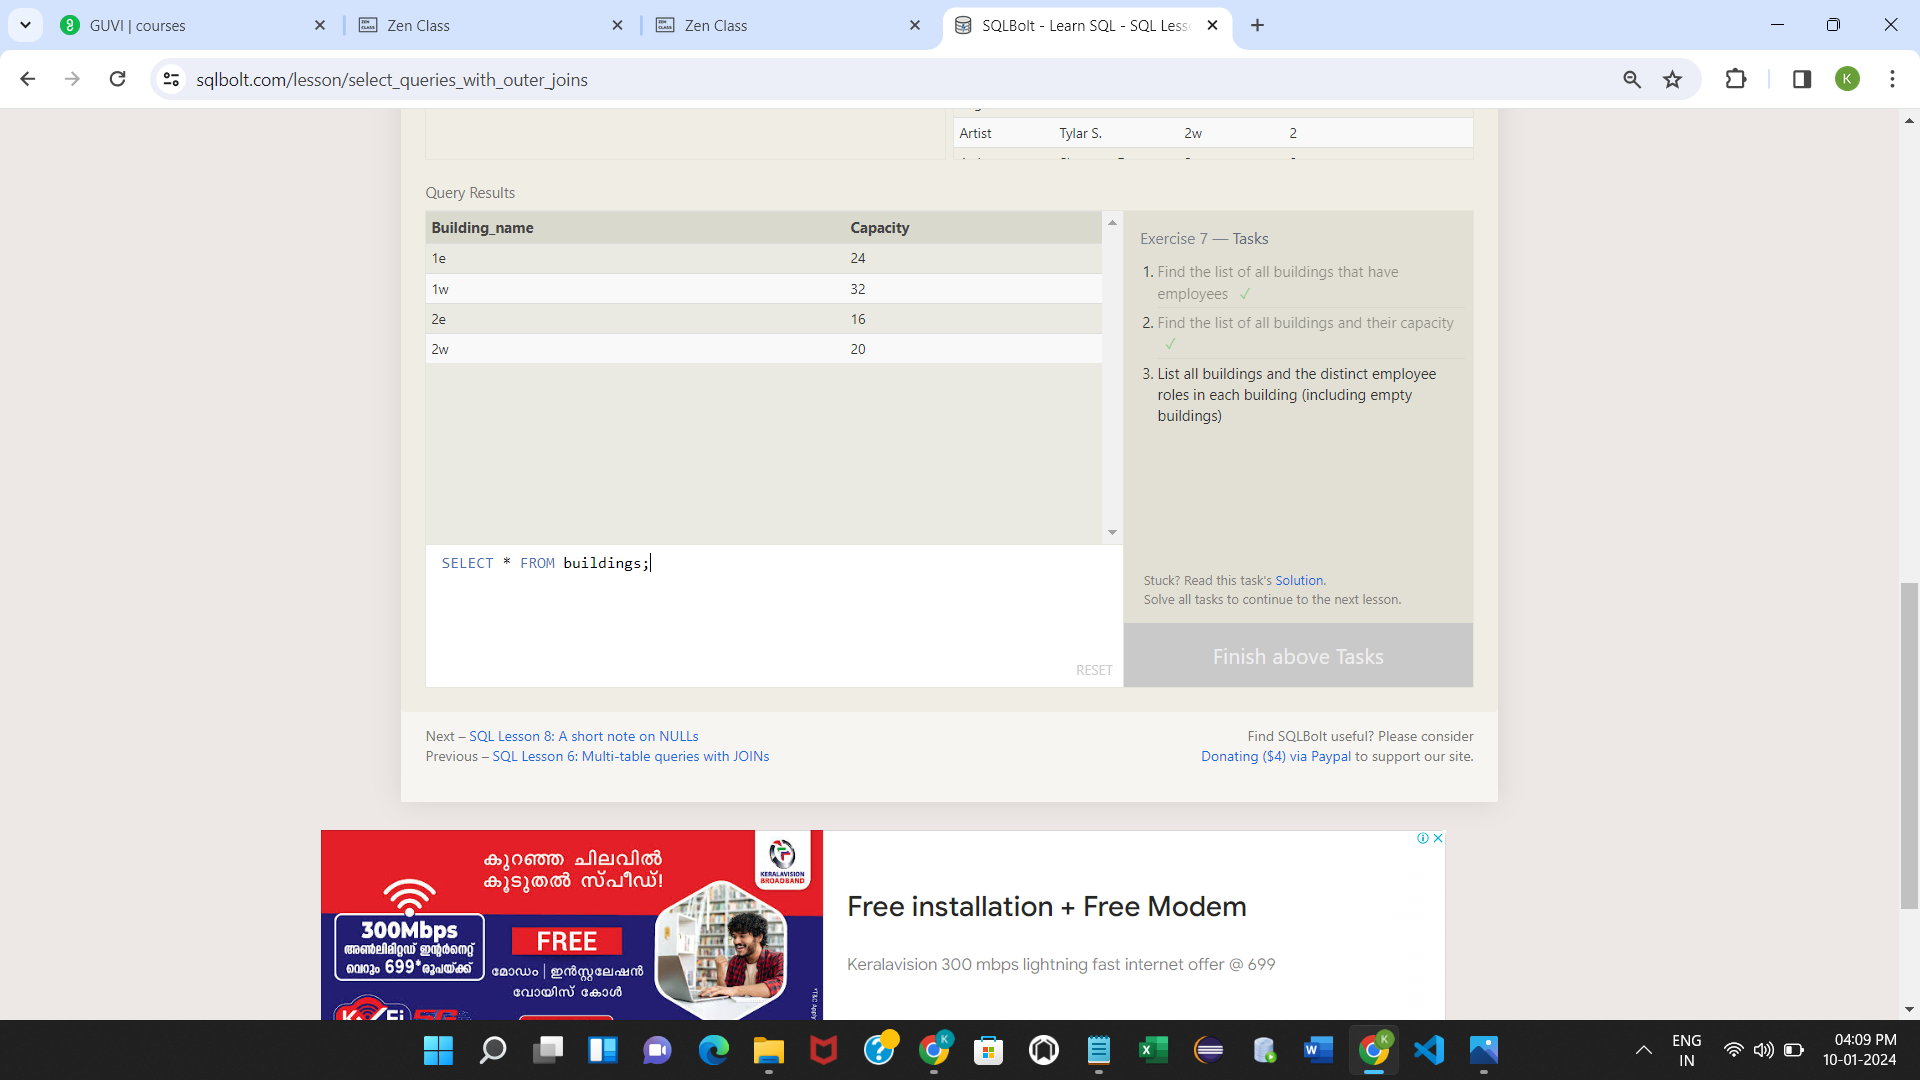 GUVI | courses
Zen Class
Zen Class
SQLBolt - Learn SQL - SQL Less
sqlbolt.com/lesson/select_queries_with_outer_joins
K
Artist Tylar S. 2w 2
Query Results
Building_name Capacity
1e 24
1w 32
2e 16
2w 20
Exercise 7 — Tasks
1. Find the list of all buildings that have
employees ✓
2. Find the list of all buildings and their capacity
✓
3. List all buildings and the distinct employee
roles in each building (including empty
buildings)
SELECT * FROM buildings;
RESET
Stuck? Read this task's Solution.
Solve all tasks to continue to the next lesson.
Finish above Tasks
Next – SQL Lesson 8: A short note on NULLs
Previous – SQL Lesson 6: Multi-table queries with JOINs
Find SQLBolt useful? Please consider
Donating ($4) via Paypal to support our site.
കുറഞ്ഞ ചിലവിൽ
കൂടുതൽ സ്പീഡ്!
KERALAVISION
BROADBAND
300Mbps
അൺലിമിറ്റഡ് ഇന്റർനെറ്റ്
വെറും 699*രൂപയ്ക്ക്
FREE
മോഡം | ഇൻസ്റ്റലേഷൻ
വോയിസ് കോൾ
Free installation + Free Modem
Keralavision 300 mbps lightning fast internet offer @ 699
ENG
IN
04:09 PM
10-01-2024